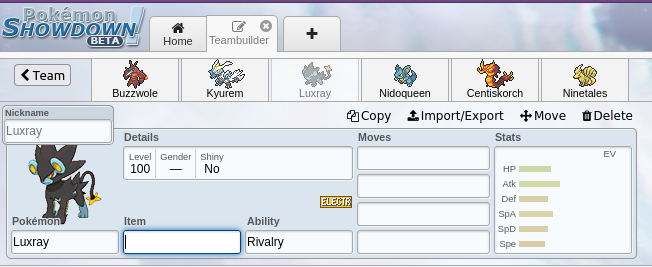 Pokémon
SHOWDOWN!
BETA
Home
Teambuilder
+
< Team
Buzzwole
Kyurem
Luxray
Nidoqueen
Centiskorch
Ninetales
Copy
Import/Export
Move
Delete
Nickname
Luxray
Details
Moves
Stats
Level
Gender
Shiny
100
—
No
EV
HP
Atk
Def
SpA
SpD
Spe
ELECTR
Pokémon
Item
Ability
Luxray
Rivalry